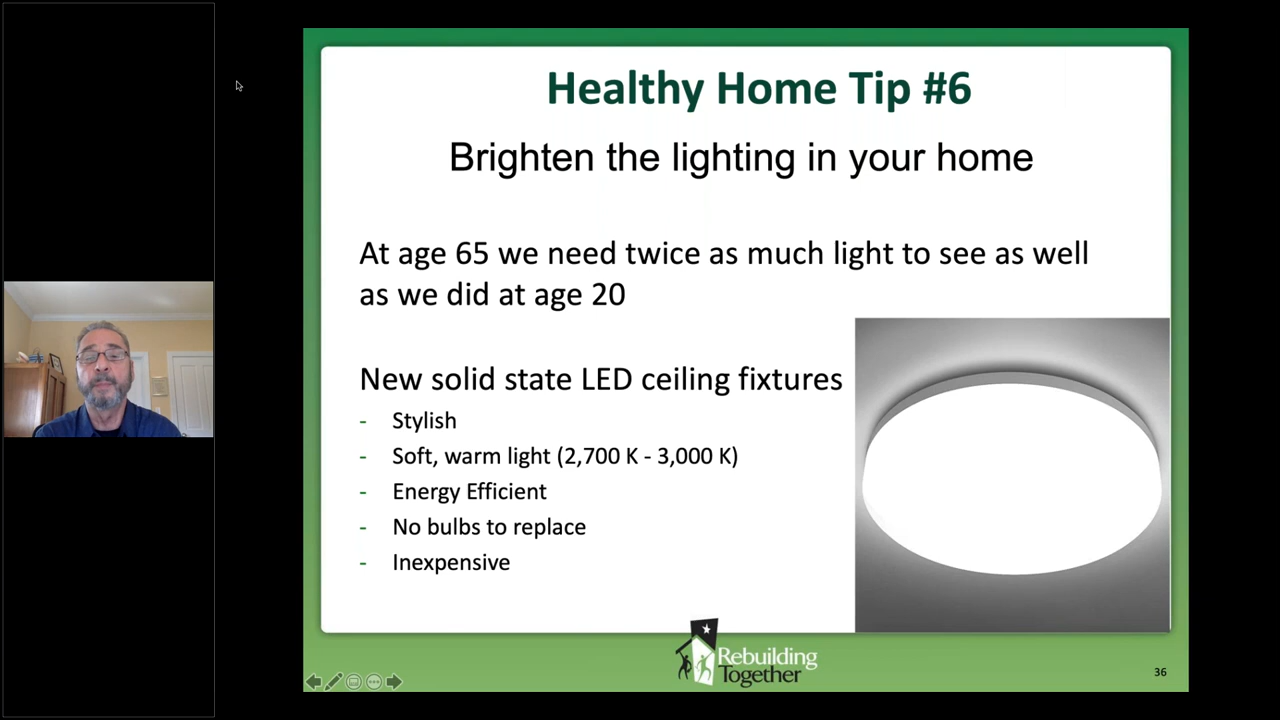 Healthy Home Tip #6
Brighten the lighting in your home
At age 65 we need twice as much light to see as well
as we did at age 20
New solid state LED ceiling fixtures
- Stylish
- Soft, warm light (2,700 K - 3,000 K)
- Energy Efficient
- No bulbs to replace
- Inexpensive
Rebuilding
Together
36